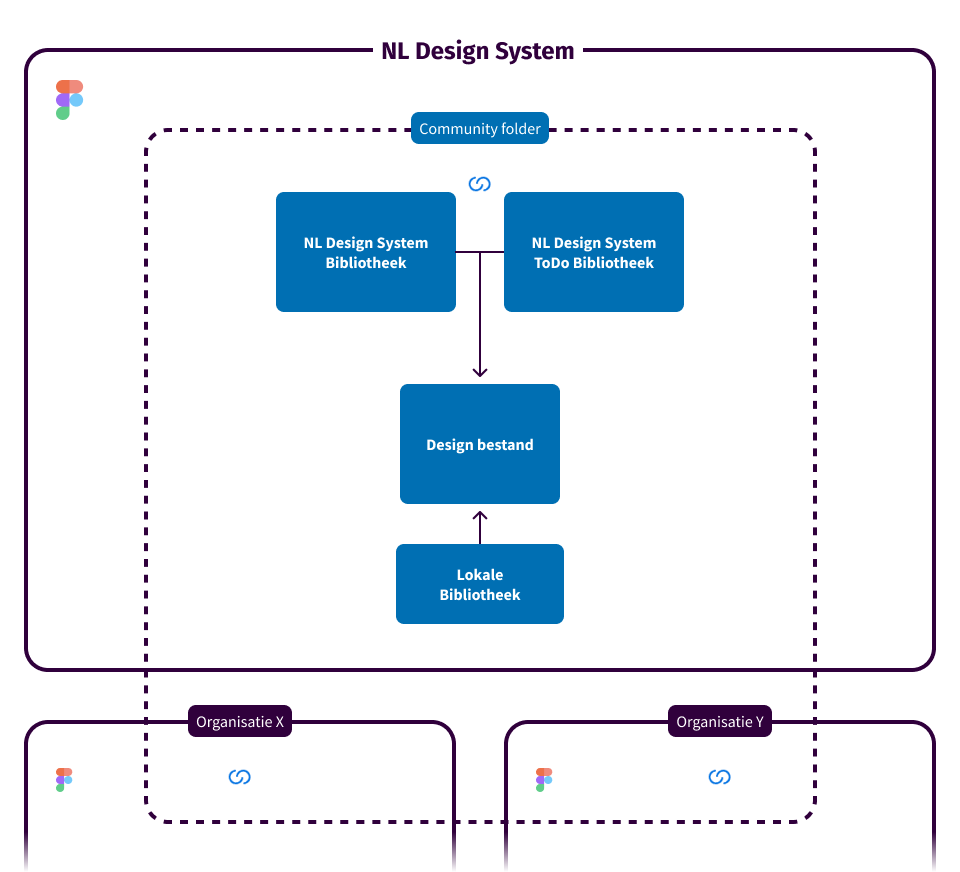 NL Design System
Community folder
NL Design System
Bibliotheek
NL Design System
ToDo Bibliotheek
Design bestand
Lokale
Bibliotheek
Organisatie X
Organisatie Y